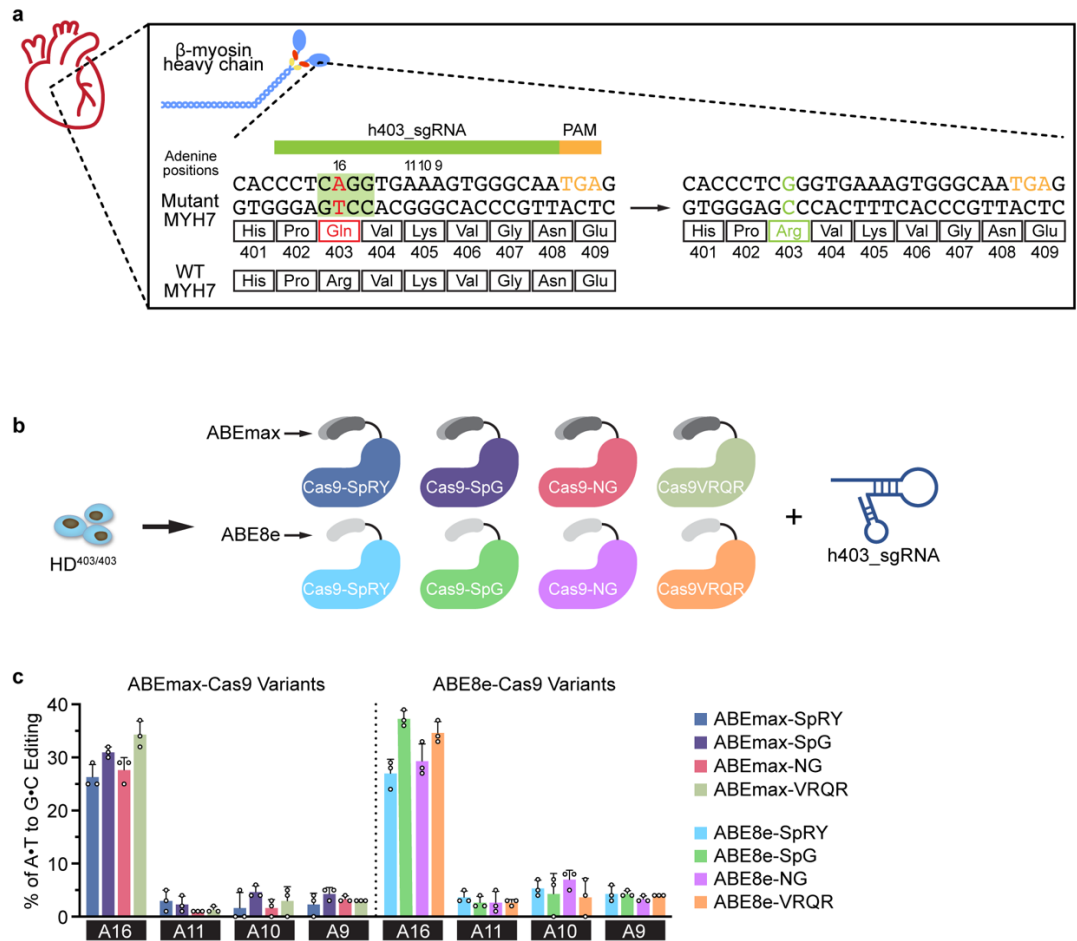 a
β-myosin
heavy chain
h403_sgRNA PAM
Adenine
positions
16 11 10 9
Mutant
MYH7
CACCCTCAGGTGAAAGTGGGCAATGAG
GTGGGAGTCCACGGGCACCCGTTACTC
His Pro Gln Val Lys Val Gly Asn Glu
401 402 403 404 405 406 407 408 409
WT
MYH7
His Pro Arg Val Lys Val Gly Asn Glu
CACCCTCGGGTGAAAGTGGGCAATGAG
GTGGGAGCCCACTTTCACCCGTTACTC
His Pro Arg Val Lys Val Gly Asn Glu
401 402 403 404 405 406 407 408 409
b
HD403/403
ABEmax
Cas9-SpRY Cas9-SpG Cas9-NG Cas9VRQR
ABE8e
Cas9-SpRY Cas9-SpG Cas9-NG Cas9VRQR
+
h403_sgRNA
c
ABEmax-Cas9 Variants ABE8e-Cas9 Variants
% of A•T to G•C Editing
40
30
20
10
0
A16 A11 A10 A9 A16 A11 A10 A9
ABEmax-SpRY
ABEmax-SpG
ABEmax-NG
ABEmax-VRQR
ABE8e-SpRY
ABE8e-SpG
ABE8e-NG
ABE8e-VRQR